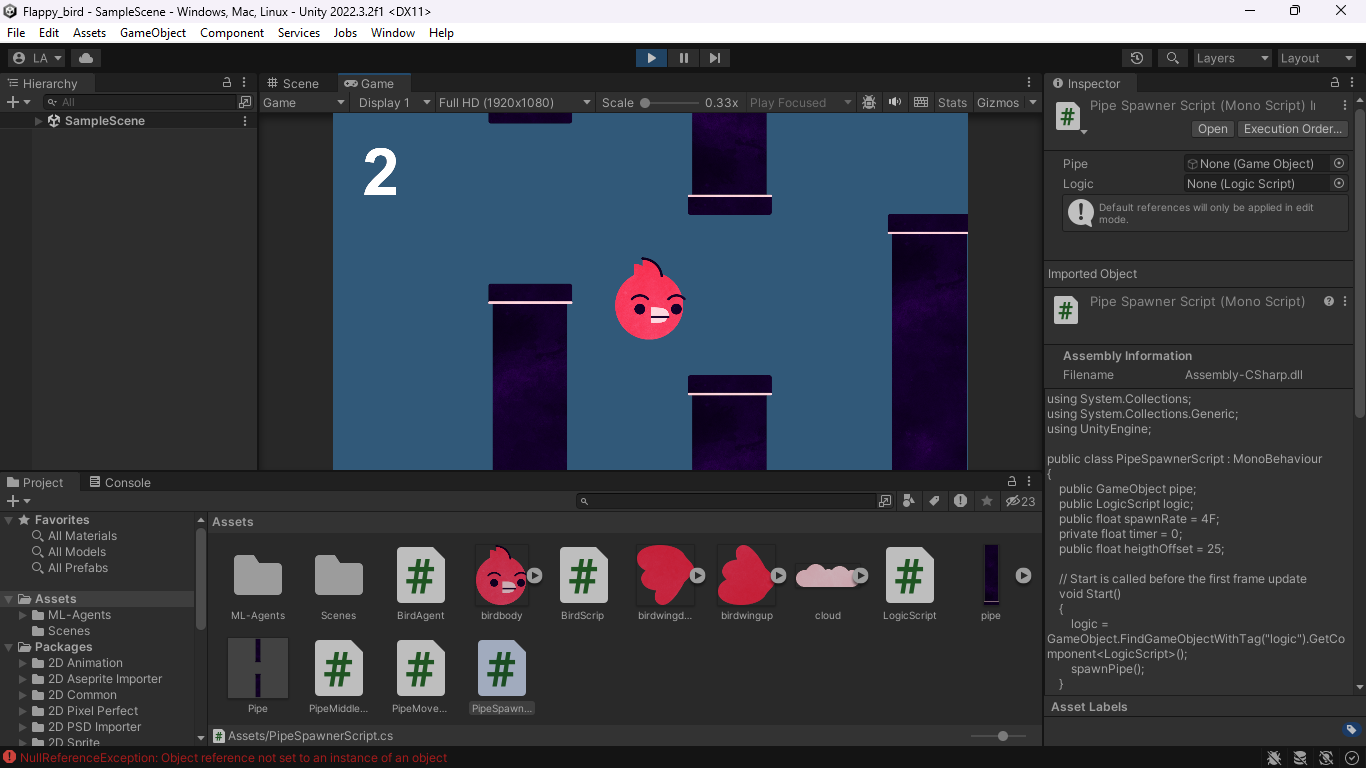 Flappy_bird - SampleScene - Windows, Mac, Linux - Unity 2022.3.2f1 <DX11>
File Edit Assets GameObject Component Services Jobs Window Help
LA Layers Layout
Hierarchy
All
SampleScene
Scene Game
Game Display 1 Full HD (1920x1080) Scale 0.33x Play Focused Stats Gizmos
2
Inspector
Pipe Spawner Script (Mono Script) I
Open Execution Order...
Pipe None (Game Object)
Logic None (Logic Script)
Default references will only be applied in edit
mode.
Imported Object
Pipe Spawner Script (Mono Script)
Assembly Information
Filename Assembly-CSharp.dll
using System.Collections;
using System.Collections.Generic;
using UnityEngine;
public class PipeSpawnerScript : MonoBehaviour
{
public GameObject pipe;
public LogicScript logic;
public float spawnRate = 4F;
private float timer = 0;
public float heigthOffset = 25;
// Start is called before the first frame update
void Start()
{
logic =
GameObject.FindGameObjectWithTag("logic").GetCo
mponent<LogicScript>();
spawnPipe();
}
Asset Labels
Project Console
23
Favorites
All Materials
All Models
All Prefabs
Assets
ML-Agents
Scenes
Packages
2D Animation
2D Aseprite Importer
2D Common
2D Pixel Perfect
2D PSD Importer
2D Sprite
Assets
ML-Agents Scenes BirdAgent birdbody BirdScrip birdwingd... birdwingup cloud LogicScript pipe
Pipe PipeMiddle... PipeMove... PipeSpawn...
Assets/PipeSpawnerScript.cs
NullReferenceException: Object reference not set to an instance of an object